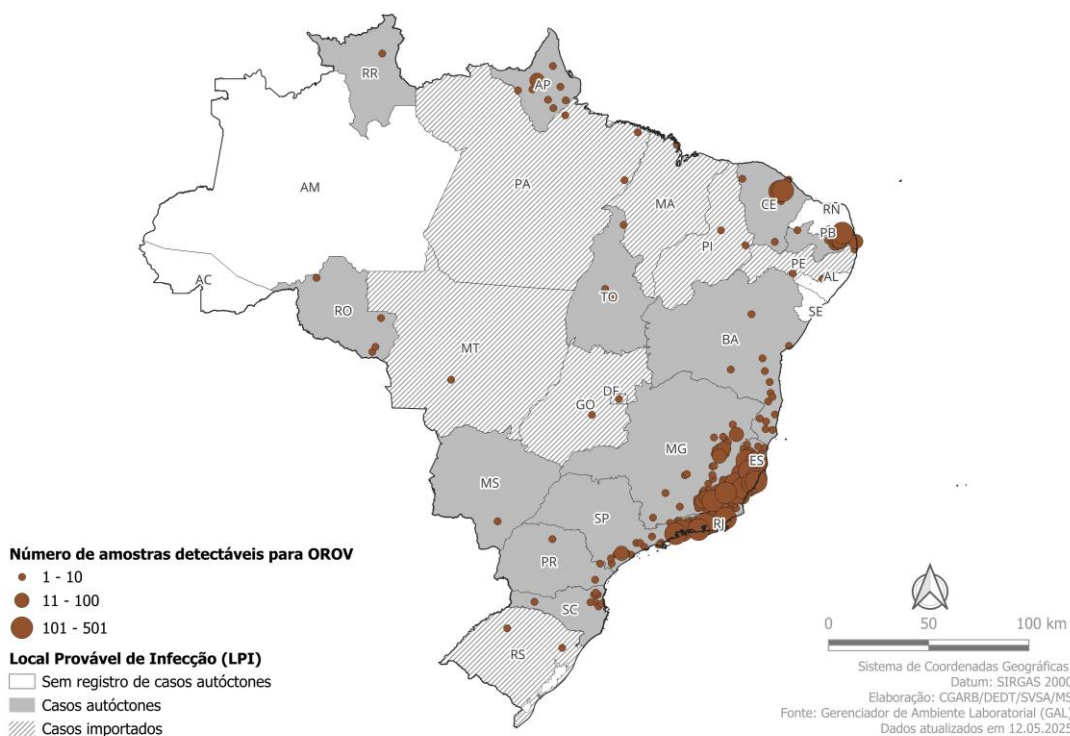 RR
AP
AM
PA
MA
CE
RN
PB
PI
PE
AL
AC
SE
TO
RO
BA
MT
DF
GO
MG
ES
MS
SP
RJ
PR
SC
RS
Número de amostras detectáveis para OROV
1 - 10
11 - 100
101 - 501
Local Provável de Infecção (LPI)
Sem registro de casos autóctones
Casos autóctones
Casos importados
0 50 100 km
Sistema de Coordenadas Geográficas
Datum: SIRGAS 2000
Elaboração: CGARB/DEDT/SVSA/MS
Fonte: Gerenciador de Ambiente Laboratorial (GAL)
Dados atualizados em 12.05.2025